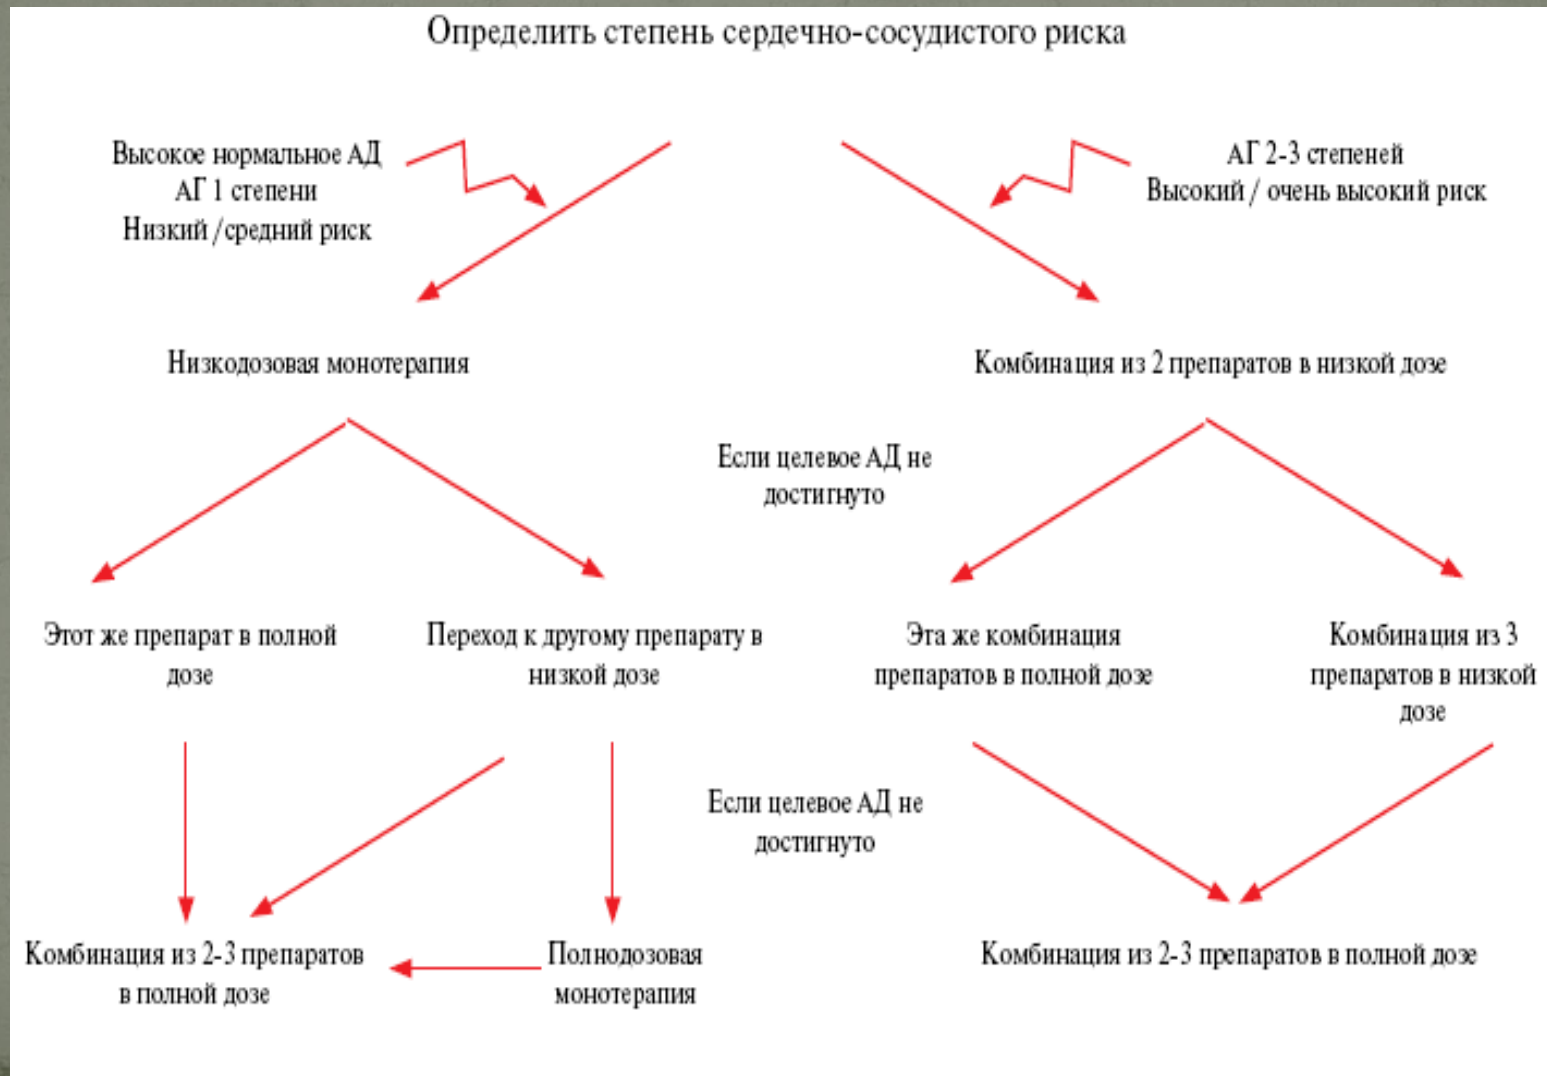 Определить степень сердечно-сосудистого риска
Высокое нормальное АД
АГ 1 степени
Низкий /средний риск
АГ 2-3 степеней
Высокий / очень высокий риск
Низкодозовая монотерапия
Комбинация из 2 препаратов в низкой дозе
Если целевое АД не
достигнуто
Этот же препарат в полной
дозе
Переход к другому препарату в
низкой дозе
Эта же комбинация
препаратов в полной дозе
Комбинация из 3
препаратов в низкой
дозе
Если целевое АД не
достигнуто
Комбинация из 2-3 препаратов
в полной дозе
Полнодозовая
монотерапия
Комбинация из 2-3 препаратов в полной дозе